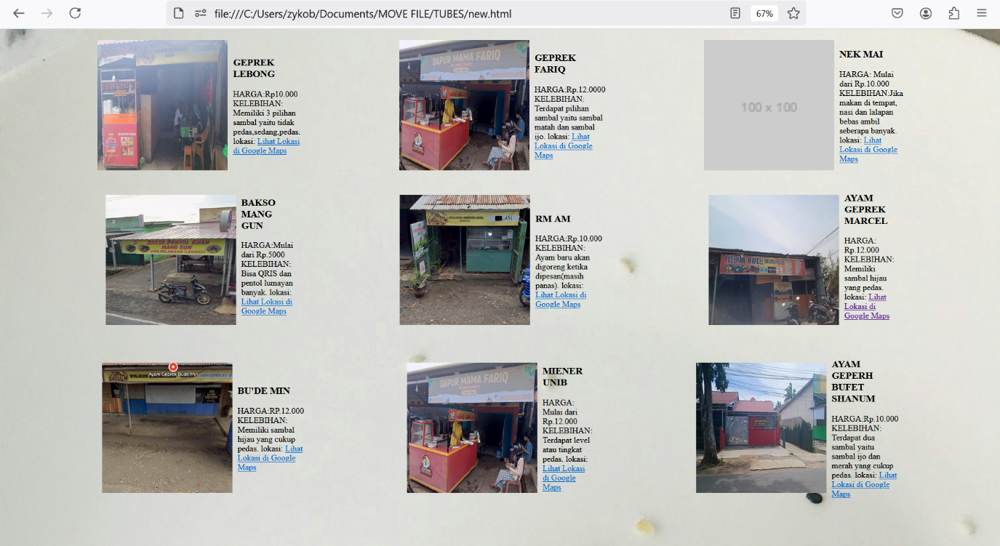 file:///C:/Users/zykob/Documents/MOVE FILE/TUBES/new.html
67%
GEPREK
LEBONG
HARGA:Rp10.000
KELEBIHAN:
Memiliki 3 pilihan
sambal yaitu tidak
pedas,sedang,pedas.
lokasi: Lihat Lokasi
di Google Maps
DAPUR MAMA FARIQ
GEPREK
FARIQ
HARGA:Rp.12.0000
KELEBIHAN:
Terdapat pilihan
sambal yaitu sambal
matah dan sambal
ijo. lokasi: Lihat
Lokasi di Google
Maps
100 x 100
NEK MAI
HARGA: Mulai
dari Rp.10.000
KELEBIHAN:Jika
makan di tempat,
nasi dan lalapan
bebas ambil
seberapa banyak.
lokasi: Lihat
Lokasi di Google
Maps
BAKSO PENTOL KUAH
MANG GUN
UNIB BELAKANG (LEGEND)
BAKSO
MANG
GUN
HARGA:Mulai
dari Rp.5000
KELEBIHAN:
Bisa QRIS dan
pentol lumayan
banyak. lokasi:
Lihat Lokasi di
Google Maps
AM
RM AM
HARGA:Rp.10.000
KELEBIHAN:
Ayam baru akan
digoreng ketika
dipesan(masih
panas). lokasi:
Lihat Lokasi di
Google Maps
LESEHAN MARCEL
AYAM
GEPREK
MARCEL
HARGA:
Rp.12.000
KELEBIHAN:
Memiliki
sambal hijau
yang pedas.
lokasi: Lihat
Lokasi di
Google Maps
Ayam Geprek Bude Min
BU'DE MIN
HARGA:RP.12.000
KELEBIHAN:
Memiliki sambal
hijau yang cukup
pedas. lokasi: Lihat
Lokasi di Google
Maps
DAPUR MAMA FARIQ
MIENER
UNIB
HARGA:
Mulai dari
Rp.12.000
KELEBIHAN:
Terdapat level
atau tingkat
pedas. lokasi:
Lihat Lokasi
di Google
Maps
AYAM
GEPERH
BUFET
SHANUM
HARGA:Rp.10.000
KELEBIHAN:
Terdapat dua
sambal yaitu
sambal ijo dan
merah yang cukup
pedas. lokasi: Lihat
Lokasi di Google
Maps